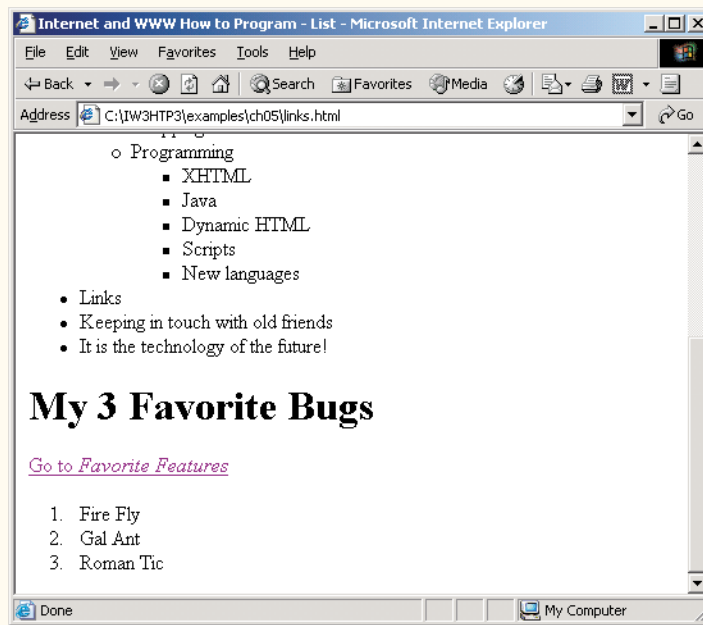 Internet and WWW How to Program - List - Microsoft Internet Explorer
File Edit View Favorites Tools Help
Back Search Favorites Media
Address C:\IW3HTP3\examples\ch05\links.html Go
o Programming
▪ XHTML
▪ Java
▪ Dynamic HTML
▪ Scripts
▪ New languages
• Links
• Keeping in touch with old friends
• It is the technology of the future!
My 3 Favorite Bugs
Go to Favorite Features
1. Fire Fly
2. Gal Ant
3. Roman Tic
Done My Computer